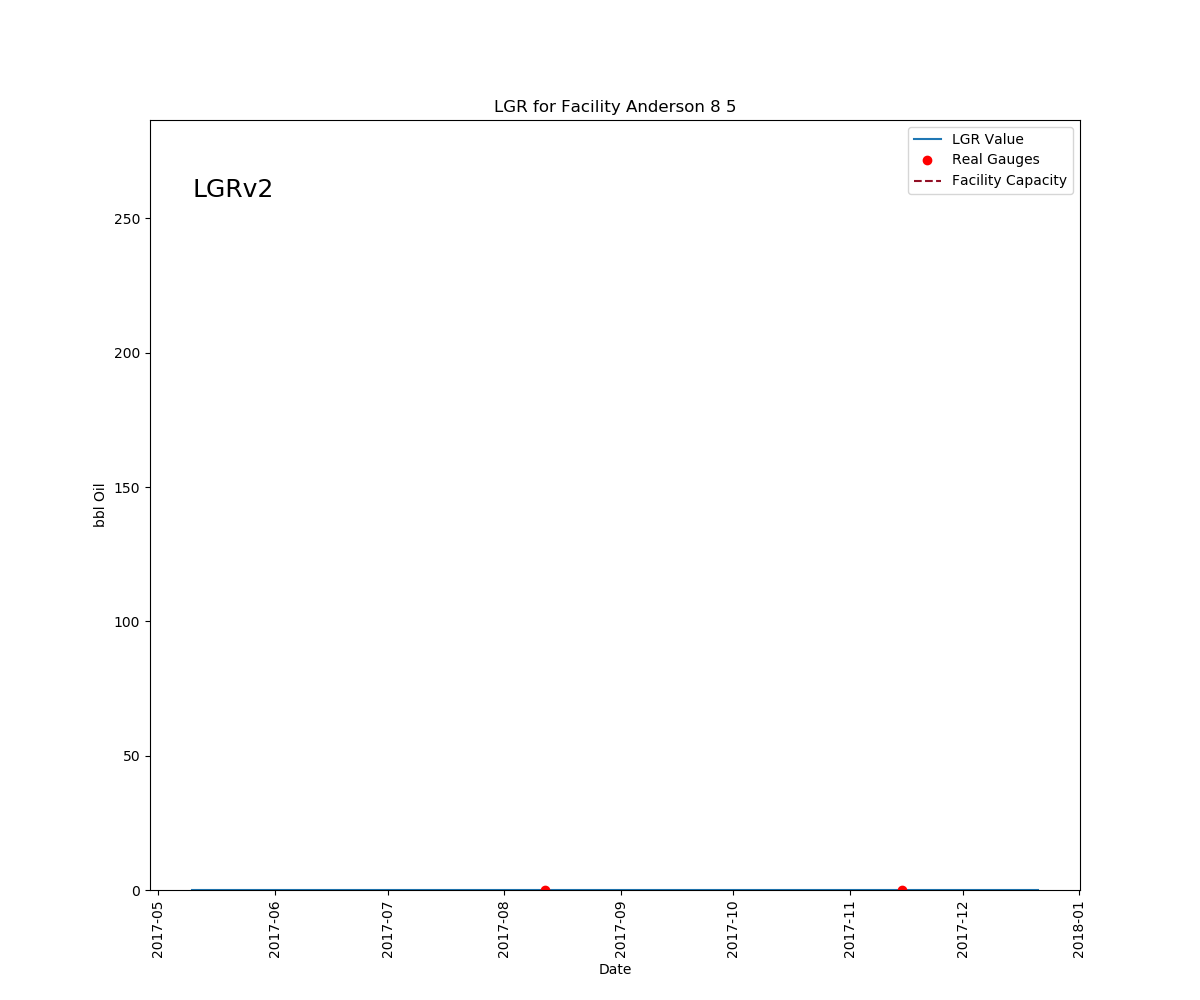 LGR for Facility Anderson 8 5
LGR Value
Real Gauges
Facility Capacity
LGRv2
250
200
150
100
50
0
bbl Oil
2017-05
2017-06
2017-07
2017-08
2017-09
2017-10
2017-11
2017-12
2018-01
Date